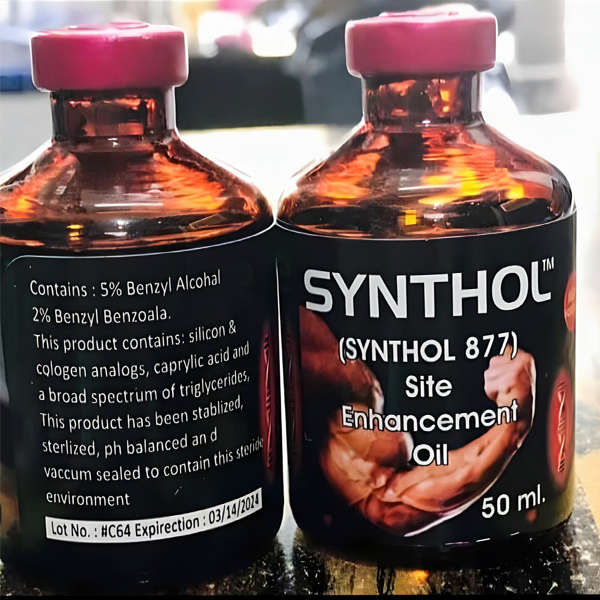 Contains : 5% Benzyl Alcohal
2% Benzyl Benzoala.
This product contains: silicon &
cologen analogs, caprylic acid and
a broad spectrum of triglycerides,
This product has been stablized,
sterlized, ph balanced an d
vaccum sealed to contain this steride
environment
Lot No. : #C64 Expirection : 03/14/2024
SYNTHOL™
(SYNTHOL 877)
Site
Enhancement
Oil
50 ml.